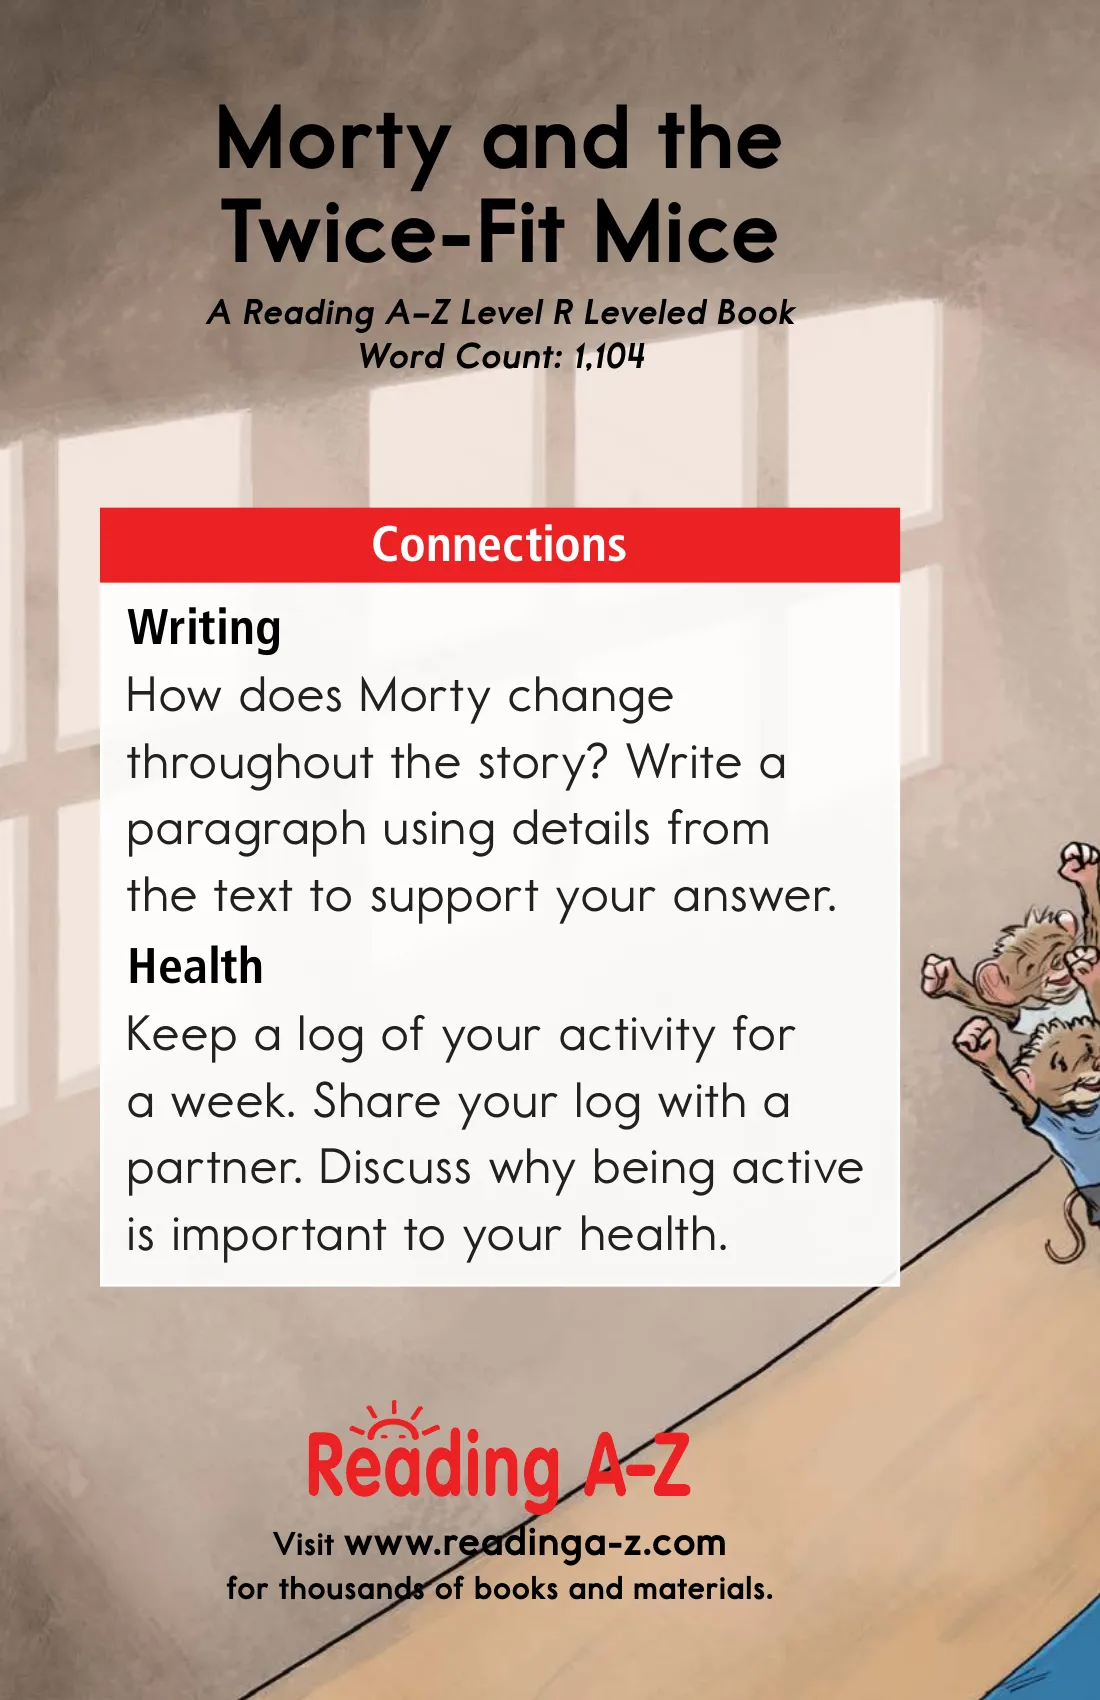 Morty and the
Twice-Fit Mice
A Reading A–Z Level R Leveled Book
Word Count: 1,104
Connections
Writing
How does Morty change
throughout the story? Write a
paragraph using details from
the text to support your answer.
Health
Keep a log of your activity for
a week. Share your log with a
partner. Discuss why being active
is important to your health.
Reading A–Z
Visit www.readinga-z.com
for thousands of books and materials.